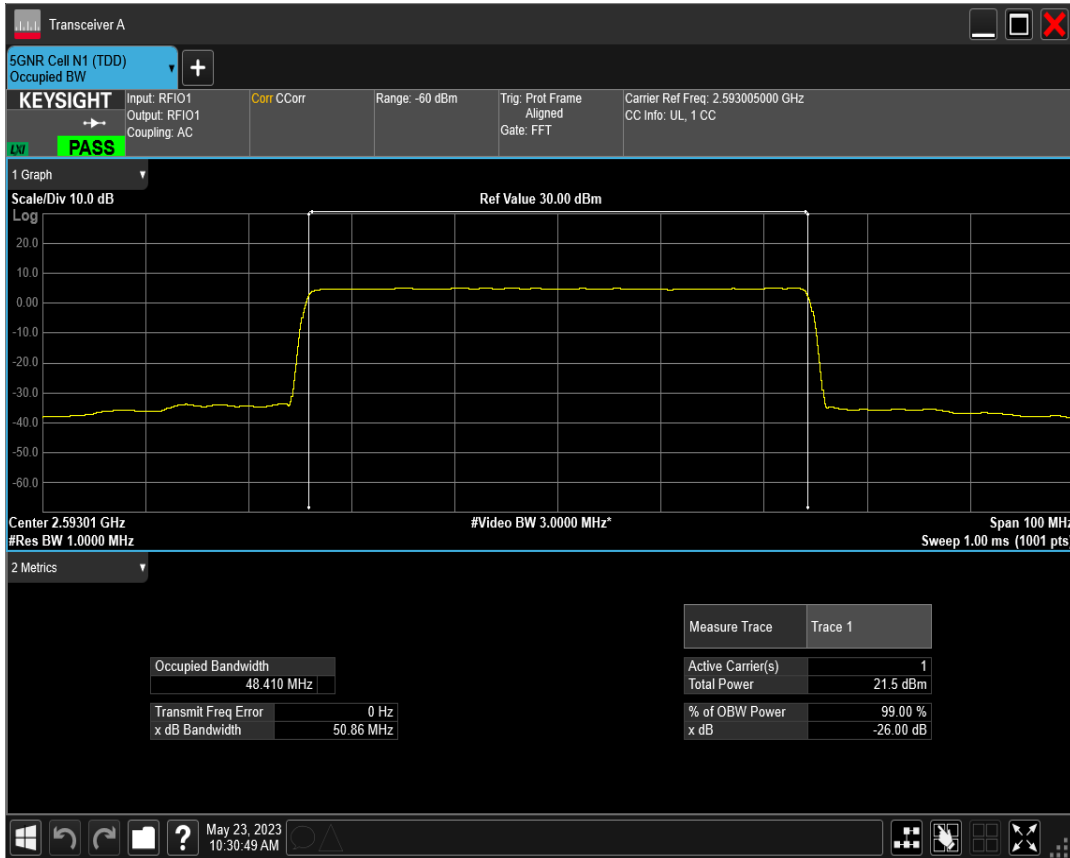 Transceiver A
5GNR Cell N1 (TDD)
Occupied BW
+
KEYSIGHT
LXI
PASS
Input: RFIO1
Output: RFIO1
Coupling: AC
Corr CCorr
Range: -60 dBm
Trig: Prot Frame
Aligned
Gate: FFT
Carrier Ref Freq: 2.593005000 GHz
CC Info: UL, 1 CC
1 Graph
Scale/Div 10.0 dB
Ref Value 30.00 dBm
Log
20.0
10.0
0.00
-10.0
-20.0
-30.0
-40.0
-50.0
-60.0
Center 2.59301 GHz
#Video BW 3.0000 MHz*
Span 100 MHz
#Res BW 1.0000 MHz
Sweep 1.00 ms (1001 pts)
2 Metrics
Measure Trace Trace 1
Occupied Bandwidth
48.410 MHz
Transmit Freq Error 0 Hz
x dB Bandwidth 50.86 MHz
Active Carrier(s) 1
Total Power 21.5 dBm
% of OBW Power 99.00 %
x dB -26.00 dB
?
May 23, 2023
10:30:49 AM